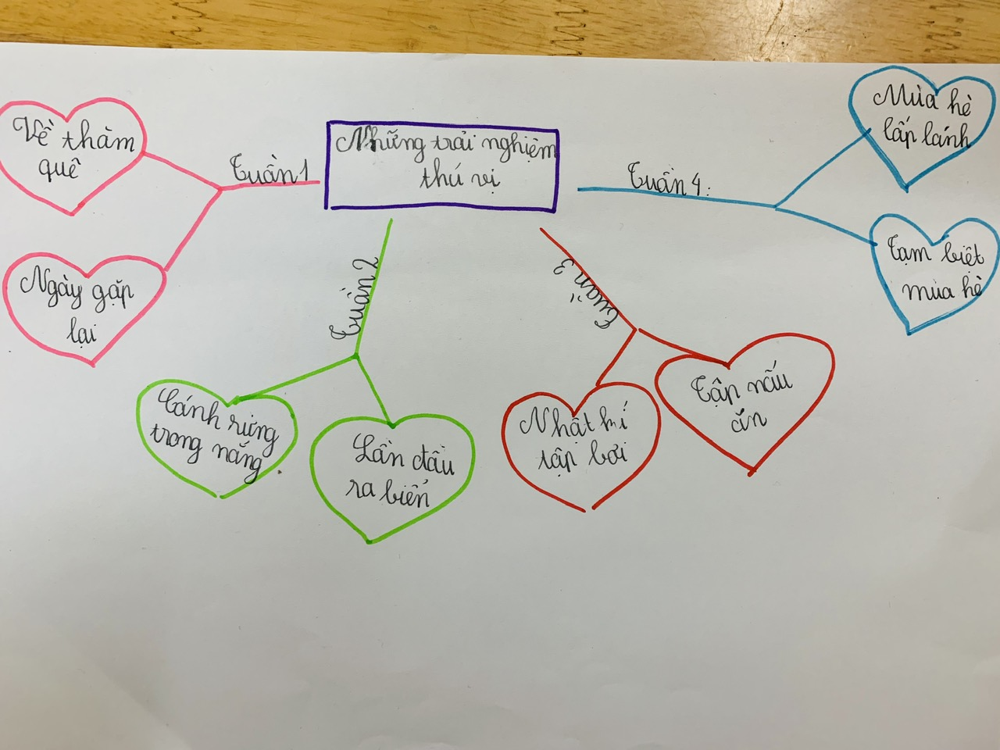 Những trải nghiệm
thú vị
Tuần 1
Về thăm
quê
Ngày gặp
lại
Tuần 2
Cánh rừng
trong nắng
Lần đầu
ra biển
Tuần 3
Nhật kí
tập bơi
Tập nấu
ăn
Tuần 4:
Mùa hè
lấp lánh
Tạm biệt
mùa hè